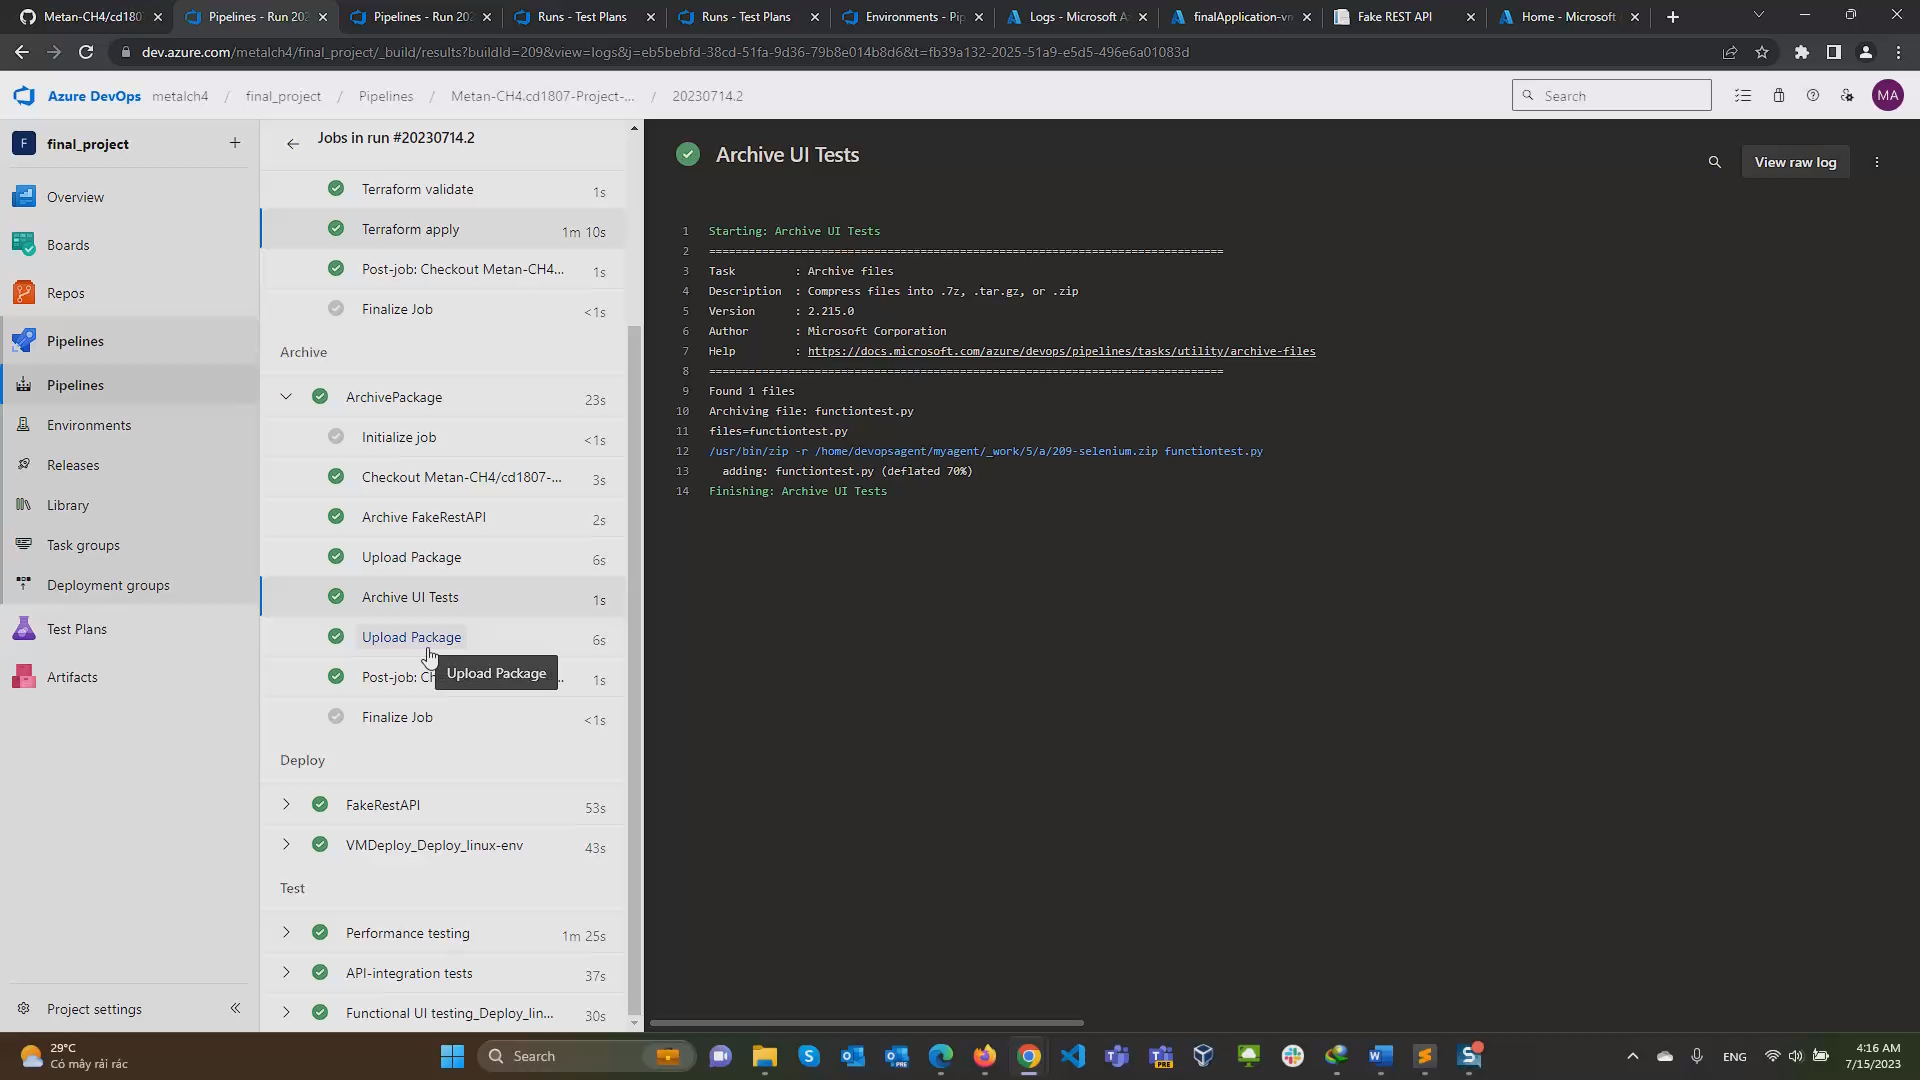 Metan-CH4/cd180
Pipelines - Run 202
Pipelines - Run 202
Runs - Test Plans
Runs - Test Plans
Environments - Pip
Logs - Microsoft A
finalApplication-vn
Fake REST API
Home - Microsoft
dev.azure.com/metalch4/final_project/_build/results?buildId=209&view=logs&j=eb5bebfd-38cd-51fa-9d36-79b8e014b8d6&t=fb39a132-2025-51a9-e5d5-496e6a01083d
Azure DevOps metalch4 / final_project / Pipelines / Metan-CH4.cd1807-Project-... / 20230714.2
Search
MA
F final_project
Overview
Boards
Repos
Pipelines
Pipelines
Environments
Releases
Library
Task groups
Deployment groups
Test Plans
Artifacts
Project settings
Jobs in run #20230714.2
Terraform validate 1s
Terraform apply 1m 10s
Post-job: Checkout Metan-CH4... 1s
Finalize Job <1s
Archive
ArchivePackage 23s
Initialize job <1s
Checkout Metan-CH4/cd1807-... 3s
Archive FakeRestAPI 2s
Upload Package 6s
Archive UI Tests 1s
Upload Package 6s
Upload Package
Post-job: Ch ... 1s
Finalize Job <1s
Deploy
FakeRestAPI 53s
VMDeploy_Deploy_linux-env 43s
Test
Performance testing 1m 25s
API-integration tests 37s
Functional UI testing_Deploy_lin... 30s
Archive UI Tests
View raw log
1 Starting: Archive UI Tests
2 ==============================================================================
3 Task : Archive files
4 Description : Compress files into .7z, .tar.gz, or .zip
5 Version : 2.215.0
6 Author : Microsoft Corporation
7 Help : https://docs.microsoft.com/azure/devops/pipelines/tasks/utility/archive-files
8 ==============================================================================
9 Found 1 files
10 Archiving file: functiontest.py
11 files=functiontest.py
12 /usr/bin/zip -r /home/devopsagent/myagent/_work/5/a/209-selenium.zip functiontest.py
13 adding: functiontest.py (deflated 70%)
14 Finishing: Archive UI Tests
29°C
Có mây rải rác
Search
ENG
4:16 AM
7/15/2023